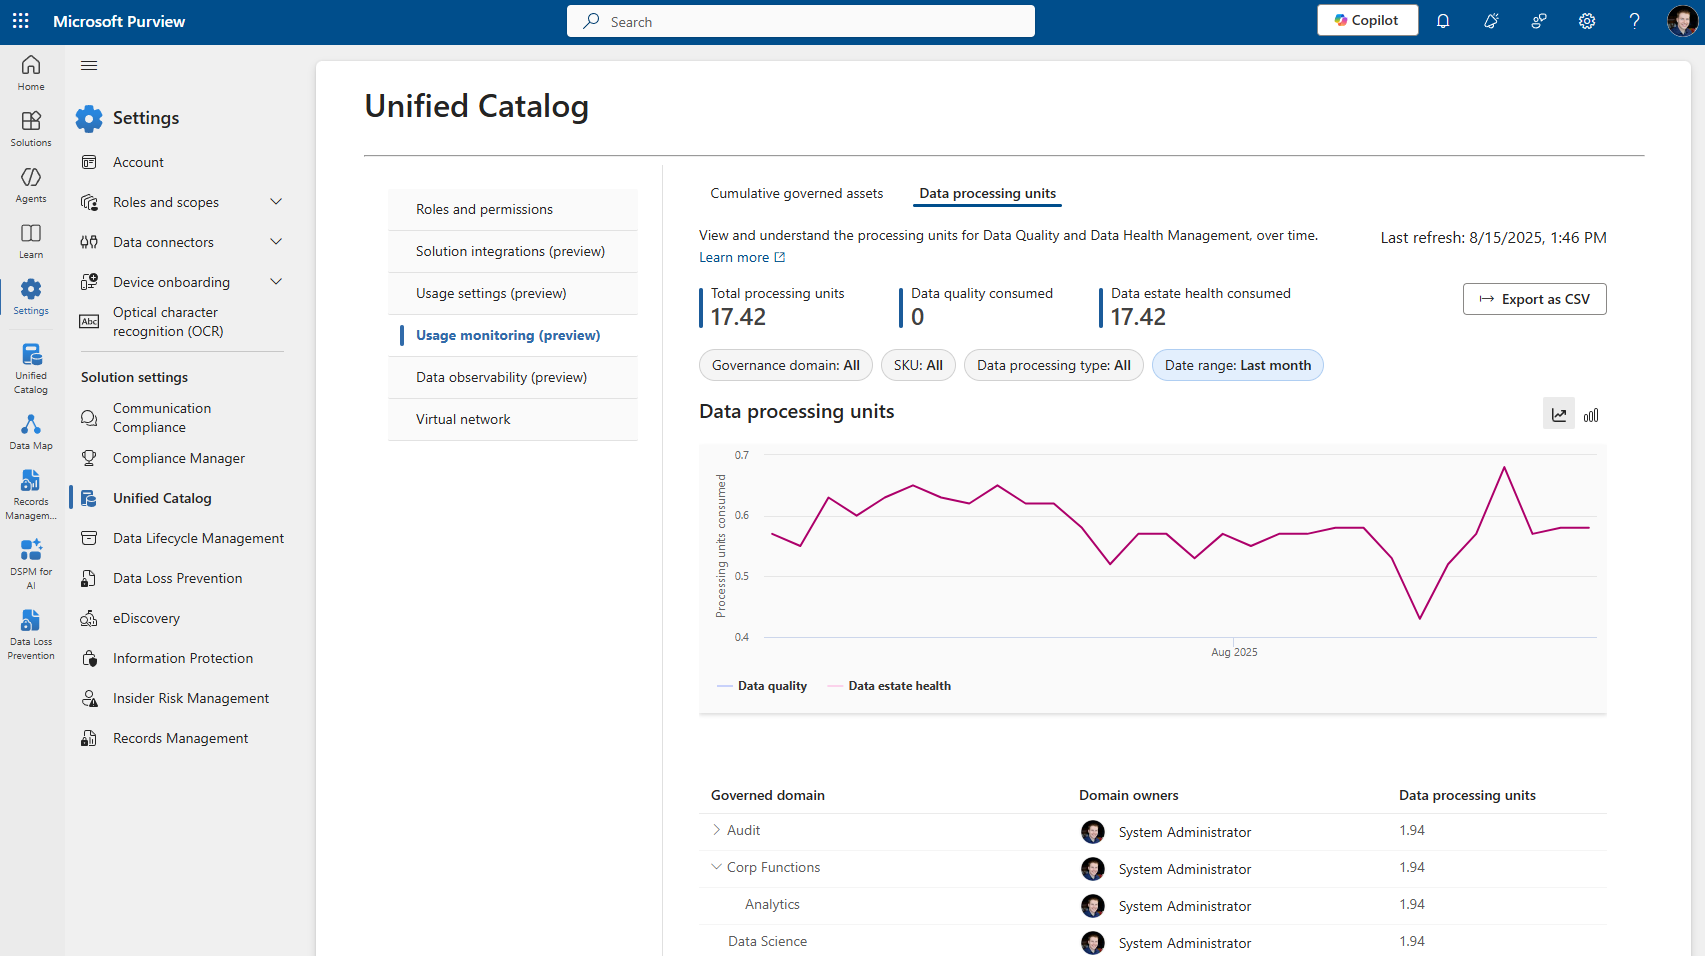 Microsoft Purview
Search
Copilot
Home
Solutions
Agents
Learn
Settings
Unified
Catalog
Data Map
Records
Managem...
DSPM for
AI
Data Loss
Prevention
Settings
Account
Roles and scopes
Data connectors
Device onboarding
Abc
Optical character
recognition (OCR)
Solution settings
Communication
Compliance
Compliance Manager
Unified Catalog
Data Lifecycle Management
Data Loss Prevention
eDiscovery
Information Protection
Insider Risk Management
Records Management
Unified Catalog
Roles and permissions
Solution integrations (preview)
Usage settings (preview)
Usage monitoring (preview)
Data observability (preview)
Virtual network
Cumulative governed assets
Data processing units
View and understand the processing units for Data Quality and Data Health Management, over time.
Learn more
Last refresh: 8/15/2025, 1:46 PM
Total processing units
17.42
Data quality consumed
0
Data estate health consumed
17.42
Export as CSV
Governance domain: All
SKU: All
Data processing type: All
Date range: Last month
Data processing units
Processing units consumed
0.7
0.6
0.5
0.4
Aug 2025
Data quality
Data estate health
Governed domain Domain owners Data processing units
Audit System Administrator 1.94
Corp Functions System Administrator 1.94
Analytics System Administrator 1.94
Data Science System Administrator 1.94